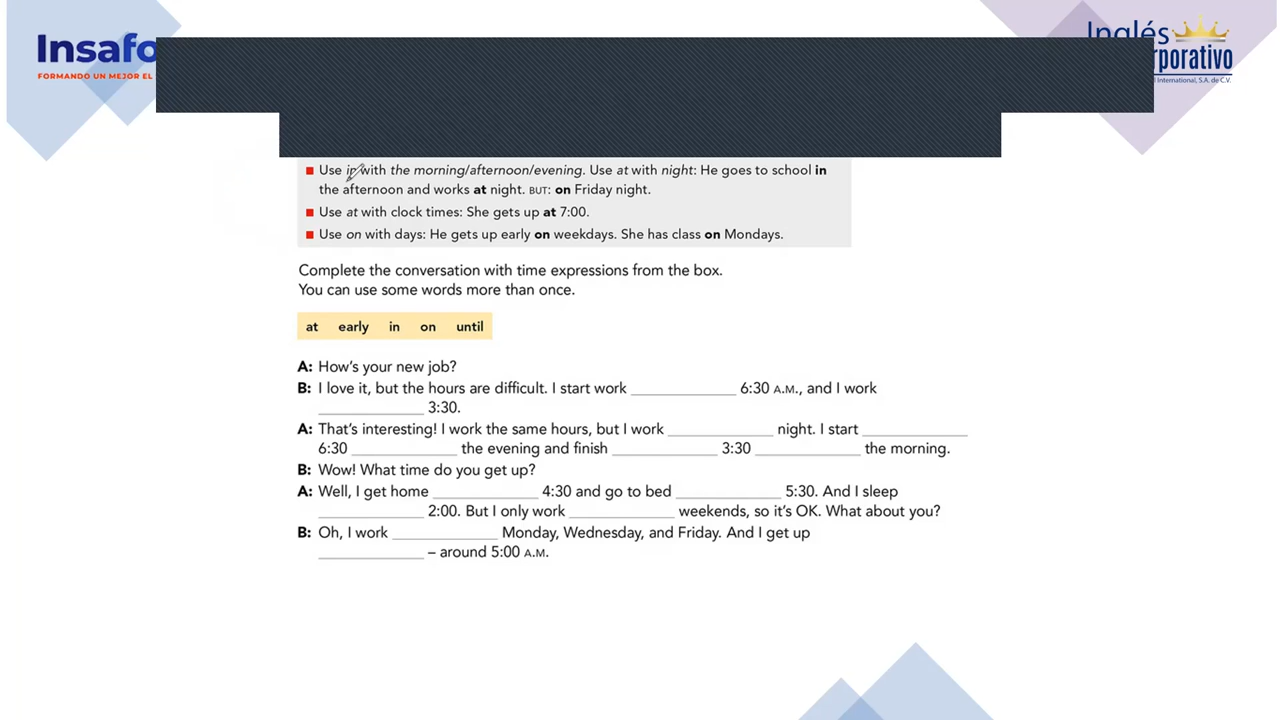 Insafo
FORMANDO UN MEJOR EL
Inglés
rporativo
International, S.A. de C.V.
■ Use in with the morning/afternoon/evening. Use at with night: He goes to school in
the afternoon and works at night. BUT: on Friday night.
■ Use at with clock times: She gets up at 7:00.
■ Use on with days: He gets up early on weekdays. She has class on Mondays.
Complete the conversation with time expressions from the box.
You can use some words more than once.
at early in on until
A: How's your new job?
B: I love it, but the hours are difficult. I start work ____________ 6:30 A.M., and I work
____________ 3:30.
A: That's interesting! I work the same hours, but I work ____________ night. I start ____________
6:30 ____________ the evening and finish ____________ 3:30 ____________ the morning.
B: Wow! What time do you get up?
A: Well, I get home ____________ 4:30 and go to bed ____________ 5:30. And I sleep
____________ 2:00. But I only work ____________ weekends, so it's OK. What about you?
B: Oh, I work ____________ Monday, Wednesday, and Friday. And I get up
____________ – around 5:00 A.M.